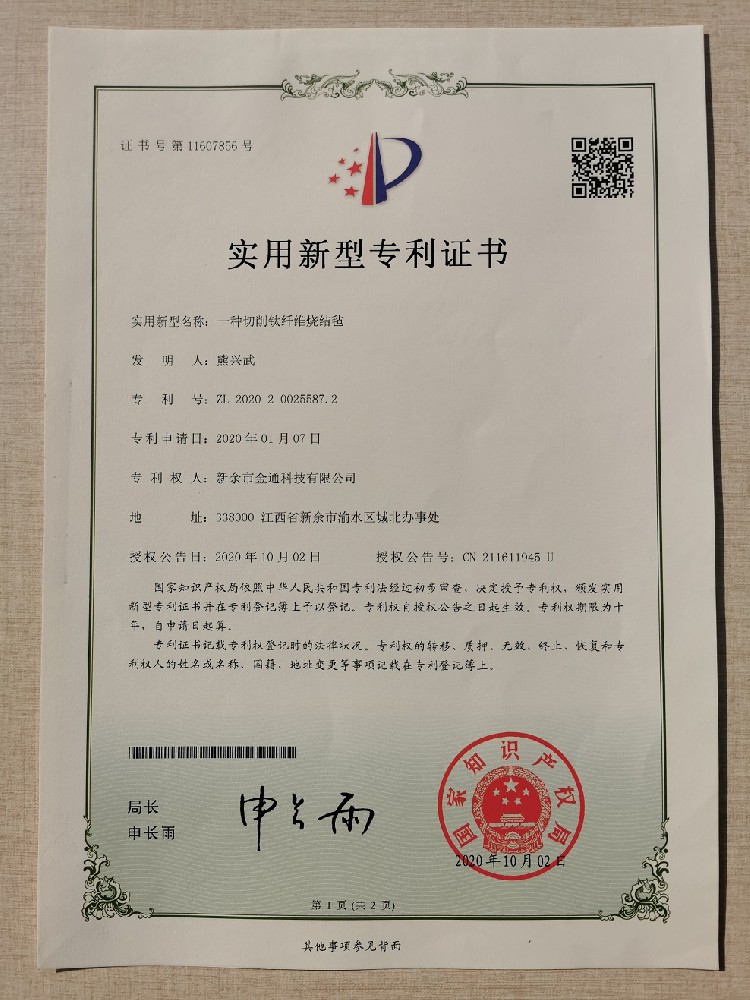 证书号第11607856号
实用新型专利证书
实用新型名称：一种切削钛纤维烧结毡
发明人：熊兴武
专利号：ZL 2020 2 0025587.2
专利申请日：2020年01月07日
专利权人：新余市金通科技有限公司
地址：338000 江西省新余市渝水区城北办事处
授权公告日：2020年10月02日 授权公告号：CN 211611945 U
国家知识产权局依照中华人民共和国专利法经过初步审查，决定授予专利权，颁发实用
新型专利证书并在专利登记簿上予以登记。专利权自授权公告之日起生效。专利权期限为十
年，自申请日起算。
专利证书记载专利权登记时的法律状况。专利权的转移、质押、无效、终止、恢复和专
利权人的姓名或名称、国籍、地址变更等事项记载在专利登记簿上。
局长
申长雨
申长雨
国家知识产权局
2020年10月02日
第1页(共2页)
其他事项参见背面